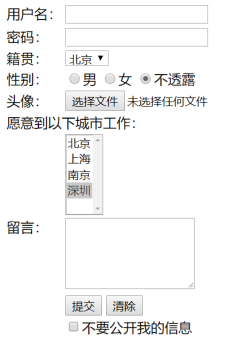 用户名：
密码：
籍贯： 北京
性别： 男 女 不透露
头像： 选择文件 未选择任何文件
愿意到以下城市工作：
北京
上海
南京
深圳
留言：
提交 清除
不要公开我的信息